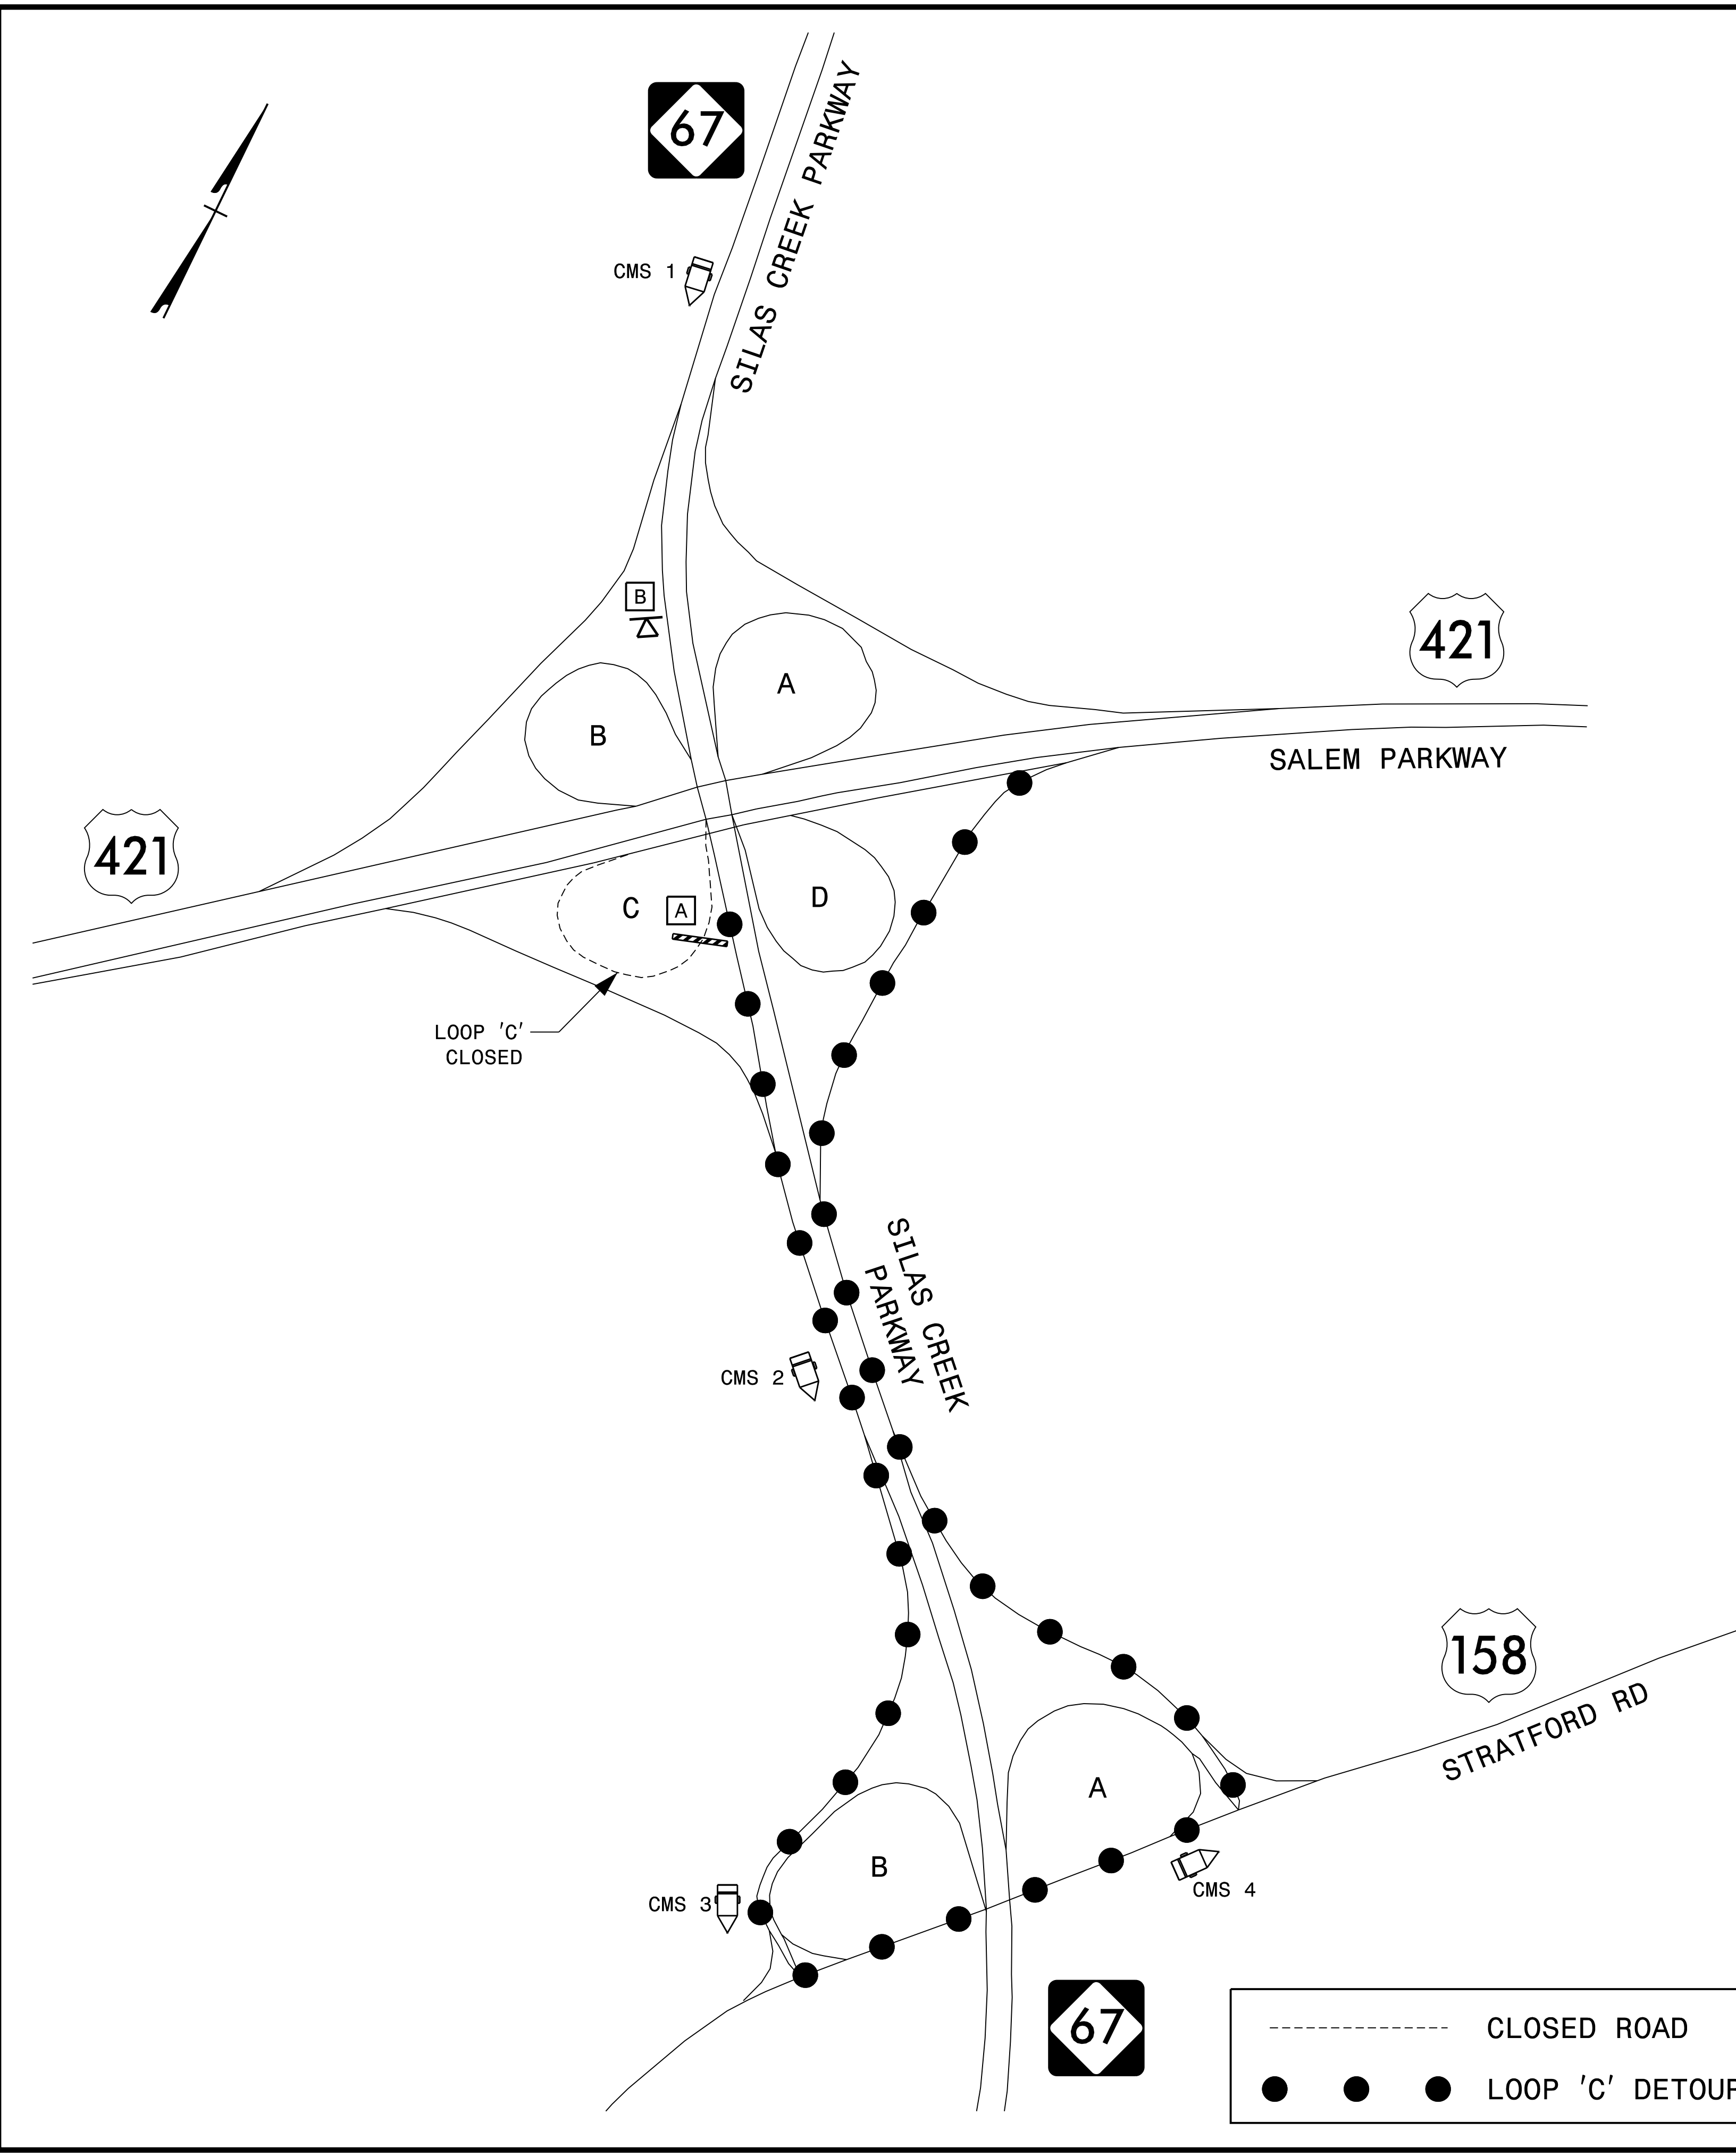 67
SILAS CREEK PARKWAY
CMS 1
B
421
A
B
SALEM PARKWAY
421
D
C
A
LOOP 'C'
CLOSED
SILAS CREEK
PARKWAY
CMS 2
158
STRATFORD RD
A
B
CMS 3
CMS 4
67
CLOSED ROAD
LOOP 'C' DETOUR